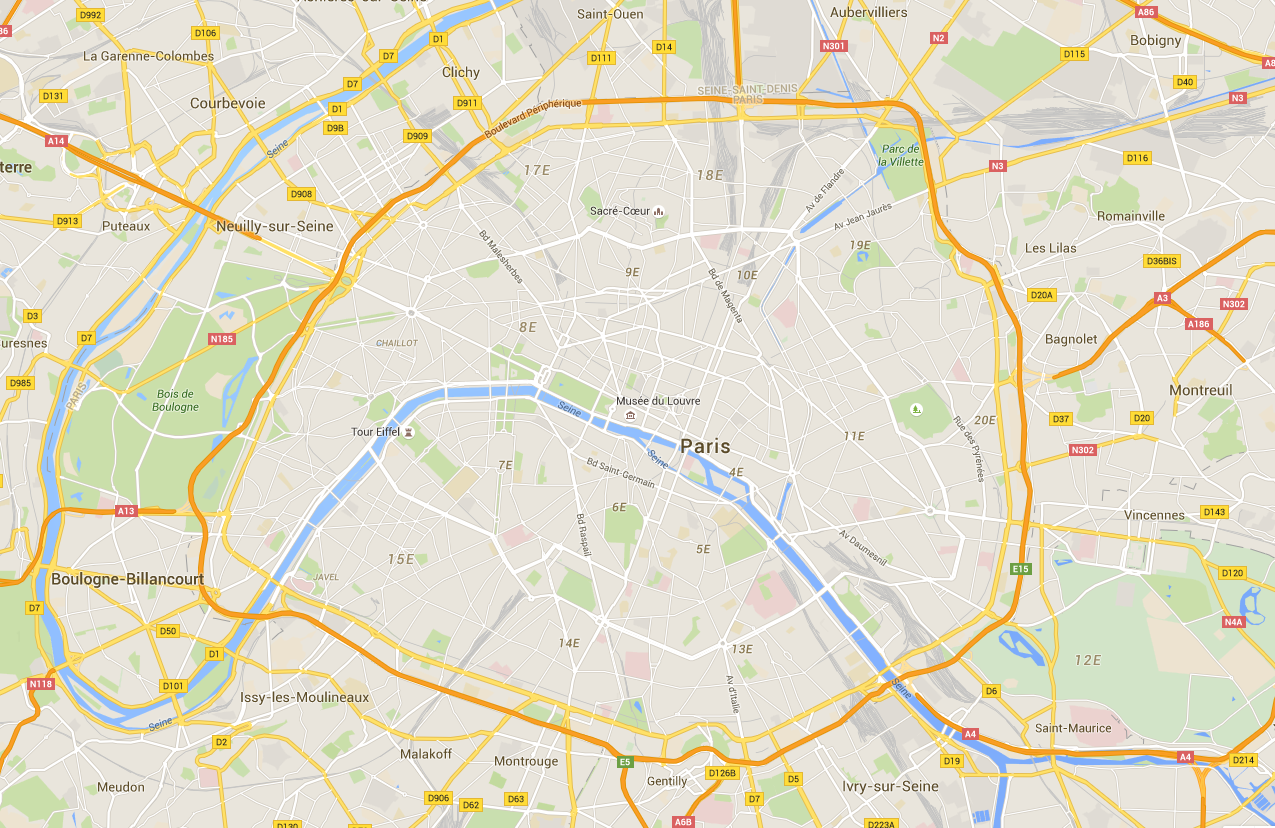 D992
Saint-Ouen
Aubervilliers
A86
D106
D1
D14
N301
N2
Bobigny
La Garenne-Colombes
D7
D111
D115
Clichy
D7
D40
D131
Courbevoie
D1
D911
Boulevard Périphérique
SEINE-SAINT-DENIS
PARIS
N3
D9B
D909
A14
Seine
Parc de
la Villette
D116
N3
terre
17E
18E
Av de Flandre
D908
Sacré-Cœur
Av Jean Jaurès
Romainville
D913
Puteaux
Neuilly-sur-Seine
19E
Les Lilas
Bd Malesherbes
9E
10E
Bd de Magenta
D36BIS
D20A
A3
N302
D3
8E
A186
D7
N185
CHAILLOT
Bagnolet
uresnes
D985
PARIS
Bois de
Boulogne
Musée du Louvre
Seine
Montreuil
Tour Eiffel
Paris
11E
20E
Rue des Pyrénées
D37
D20
N302
7E
Seine
Bd Saint-Germain
4E
A13
6E
Bd Raspail
Vincennes
D143
15E
5E
Av Daumesnil
Boulogne-Billancourt
JAVEL
E15
D120
D7
D50
14E
13E
N4A
D1
12E
N118
D101
Issy-les-Moulineaux
Av d'Italie
Seine
D6
Seine
D2
A4
Saint-Maurice
Malakoff
Montrouge
E5
D126B
D19
A4
D214
Meudon
Gentilly
D5
Ivry-sur-Seine
D906
D62
D63
D7
A6B
D130
D223A